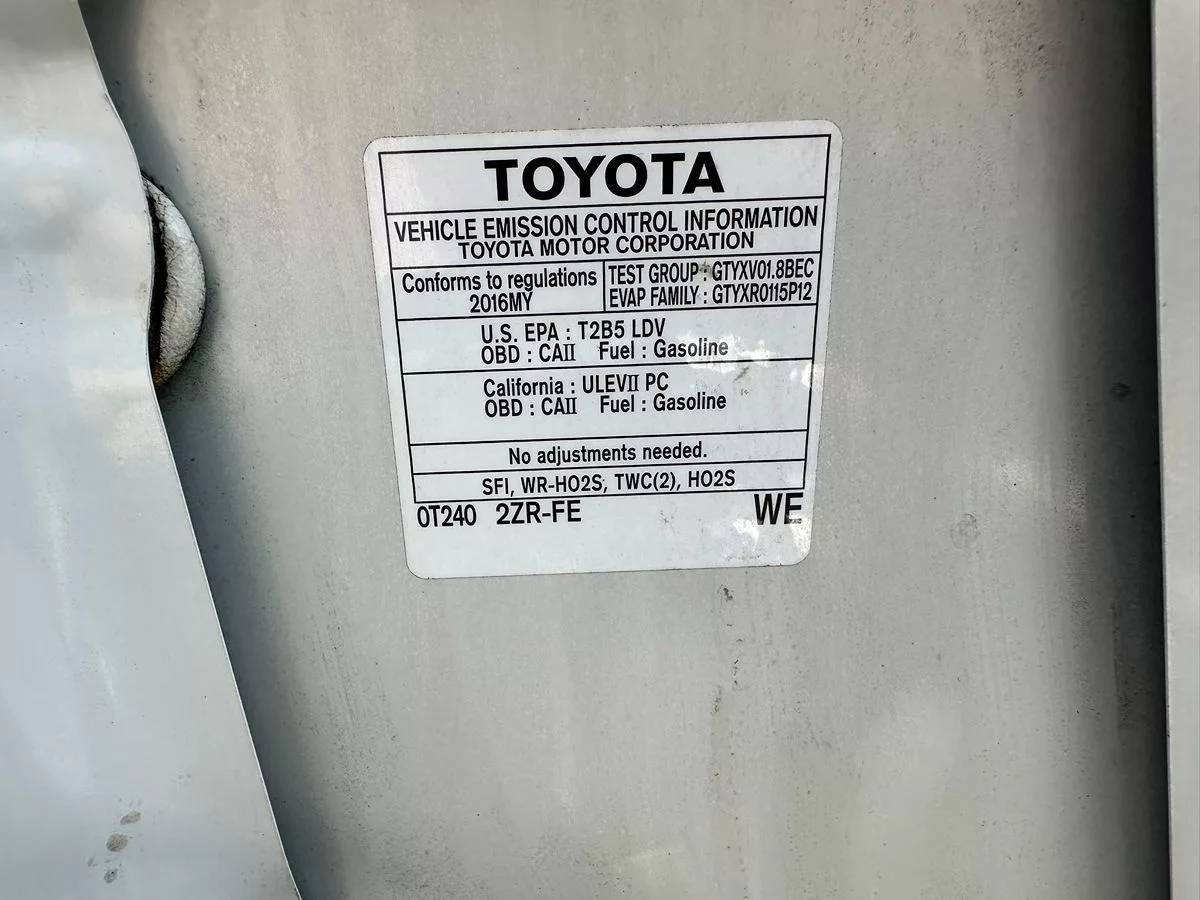 TOYOTA
VEHICLE EMISSION CONTROL INFORMATION
TOYOTA MOTOR CORPORATION
Conforms to regulations
2016MY
TEST GROUP : GTYXV01.8BEC
EVAP FAMILY : GTYXR0115P12
U.S. EPA : T2B5 LDV
OBD : CAII Fuel : Gasoline
California : ULEVII PC
OBD : CAII Fuel : Gasoline
No adjustments needed.
SFI, WR-HO2S, TWC(2), HO2S
0T240 2ZR-FE WE